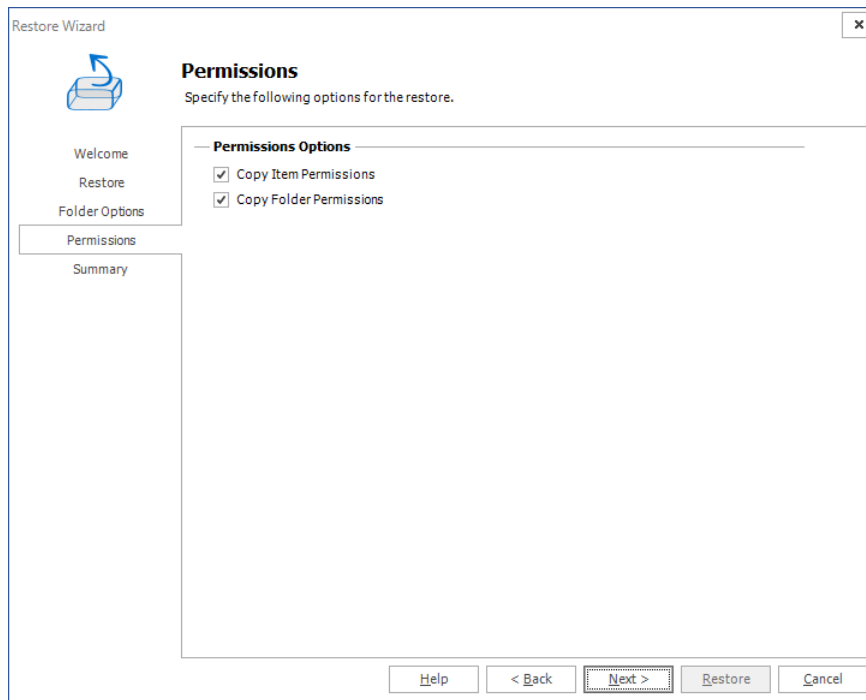 Restore Wizard
Permissions
Specify the following options for the restore.
Welcome
Restore
Folder Options
Permissions
Summary
Permissions Options
Copy Item Permissions
Copy Folder Permissions
Help
< Back
Next >
Restore
Cancel